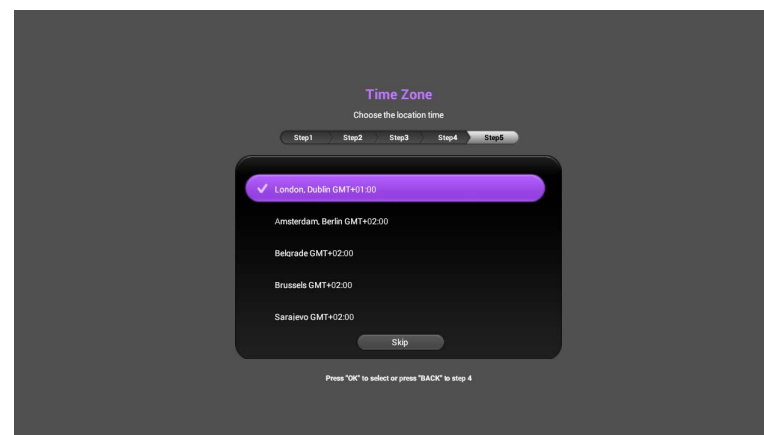 Time Zone
Choose the location time
Step1 Step2 Step3 Step4 Step5
London, Dublin GMT+01:00
Amsterdam, Berlin GMT+02:00
Belgrade GMT+02:00
Brussels GMT+02:00
Sarajevo GMT+02:00
Skip
Press "OK" to select or press "BACK" to step 4